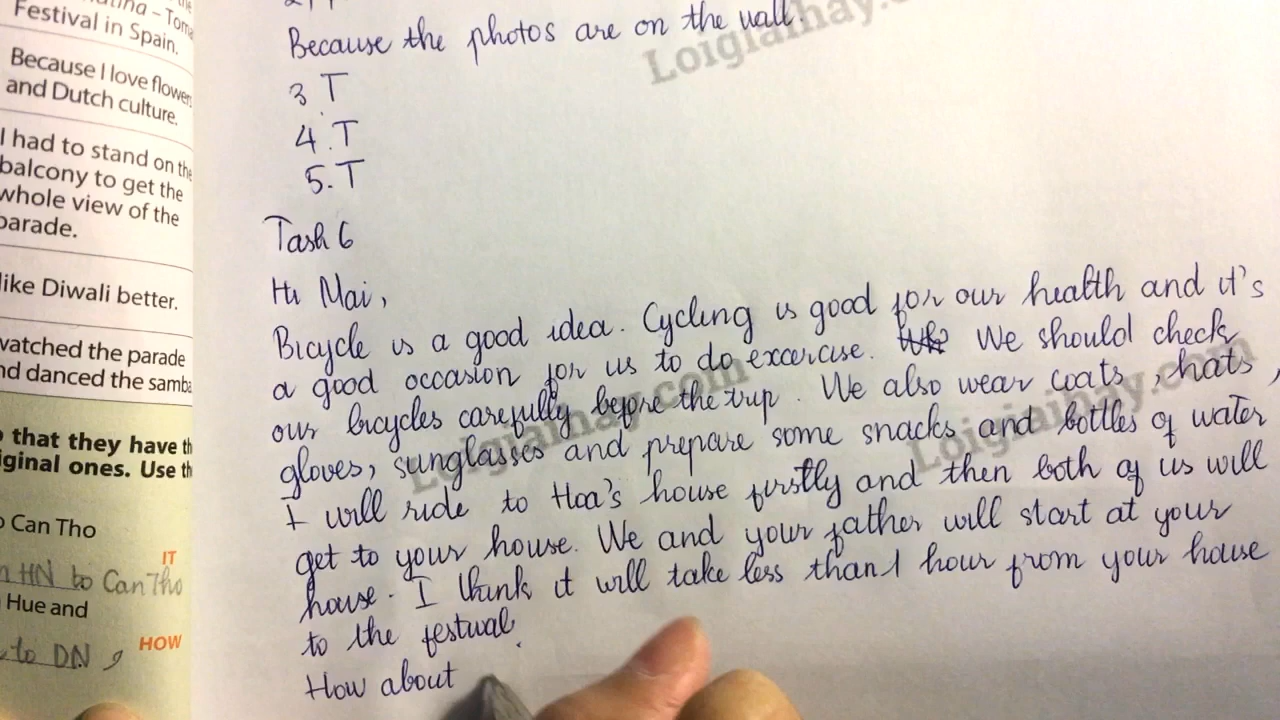 Festival in Spain.
Because I love
and Dutch culture.
I had to stand on the
balcony to get the
whole view of the
parade.
like Diwali better.
watched the parade
and danced the samba
that they have
original ones. Use
Can Tho
IT
HN to Can Tho
Hue and
HOW
to DN,
Because the photos are on the wall.
3. T
4. T
5. T
Task 6
Hi Mai,
Bicycle is a good idea. Cycling is good for our health and it's
a good occasion for us to do excercise. We should check
our bicycles carefully before the trip. We also wear coats, hats,
gloves, sunglasses and prepare some snacks and bottles of water
I will ride to Hoa's house firstly and then both of us will
get to your house. We and your father will start at your
house. I think it will take less than 1 hour from your house
to the festival.
How about
Loigiaihay.com
Loigiaihay.com
Loigiaihay.com